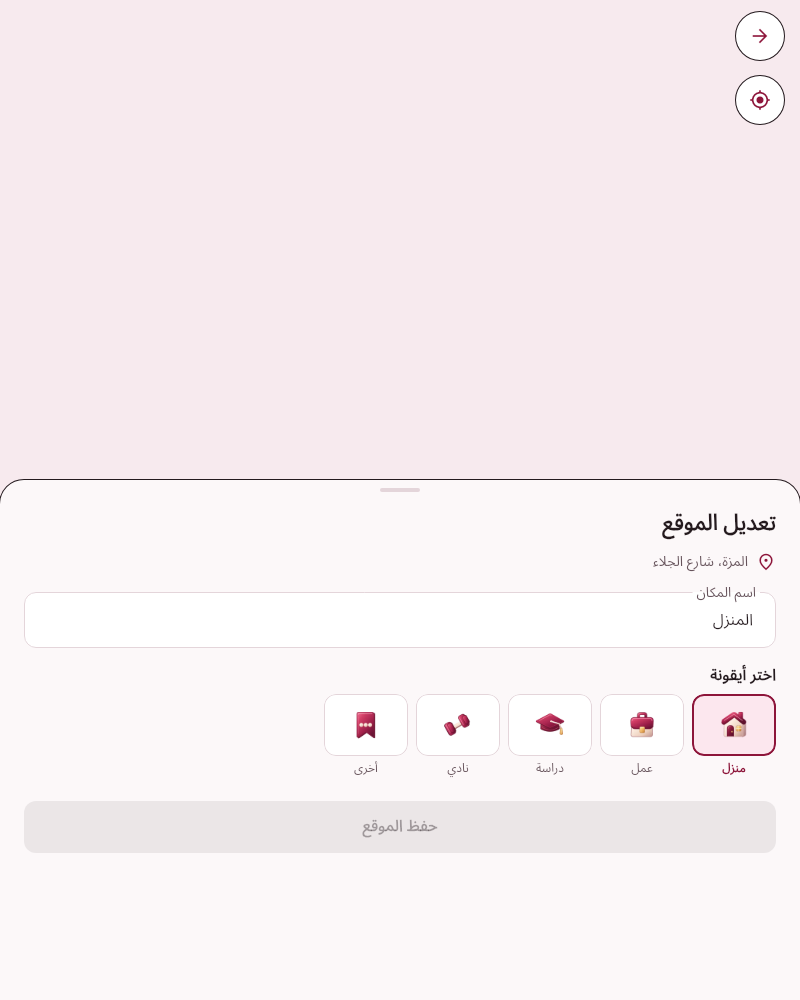 تعديل الموقع
المزة، شارع الجلاء
اسم المكان
المنزل
اختر أيقونة
منزل
عمل
دراسة
نادي
أخرى
حفظ الموقع